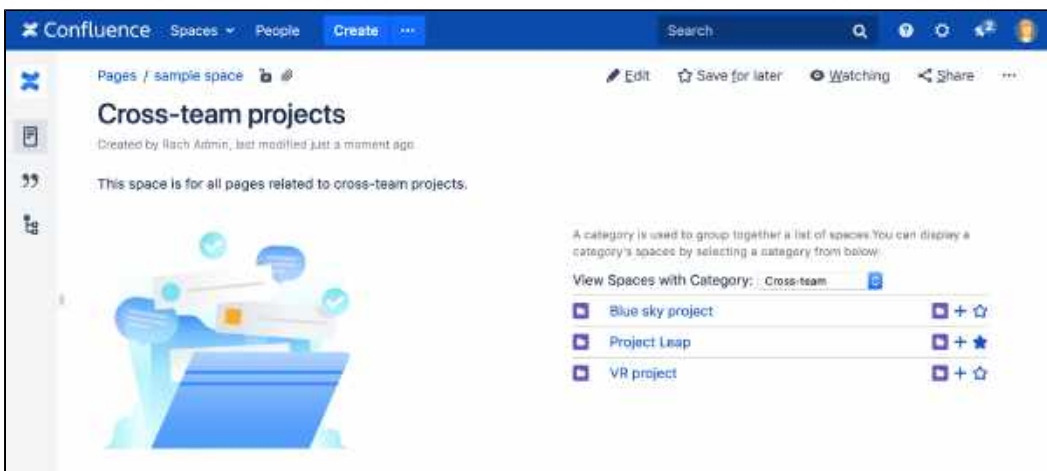 Confluence Spaces People Create ... Search 2
Pages / sample space Edit Save for later Watching Share ...
Cross-team projects
Created by Rach Admin, last modified just a moment ago
This space is for all pages related to cross-team projects.
A category is used to group together a list of spaces.You can display a
category's spaces by selecting a category from below:
View Spaces with Category: Cross-team
Blue sky project
Project Leap
VR project